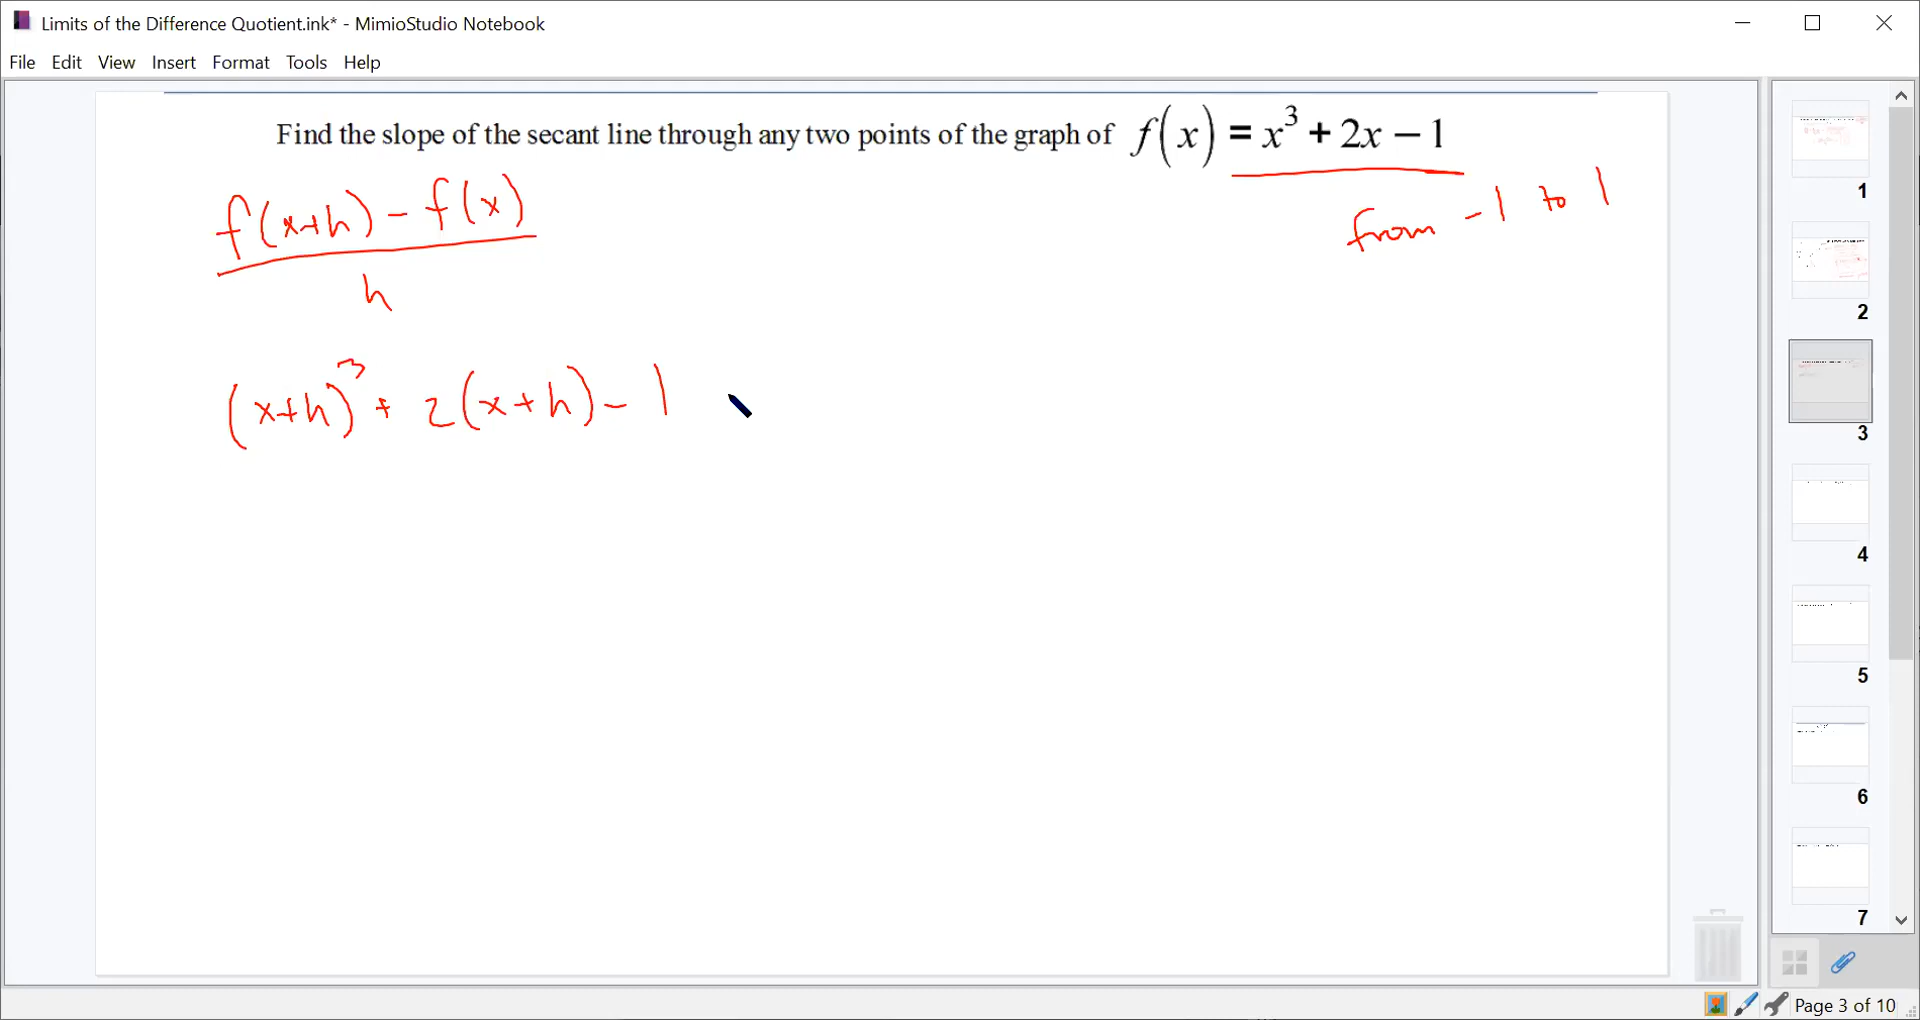 Limits of the Difference Quotient.ink* - MimioStudio Notebook
File Edit View Insert Format Tools Help
Find the slope of the secant line through any two points of the graph of f(x) = x³ + 2x − 1
from -1 to 1
f(x+h) - f(x)
h
(x+h)³ + 2(x+h) - 1
1
2
3
4
5
6
7
Page 3 of 10